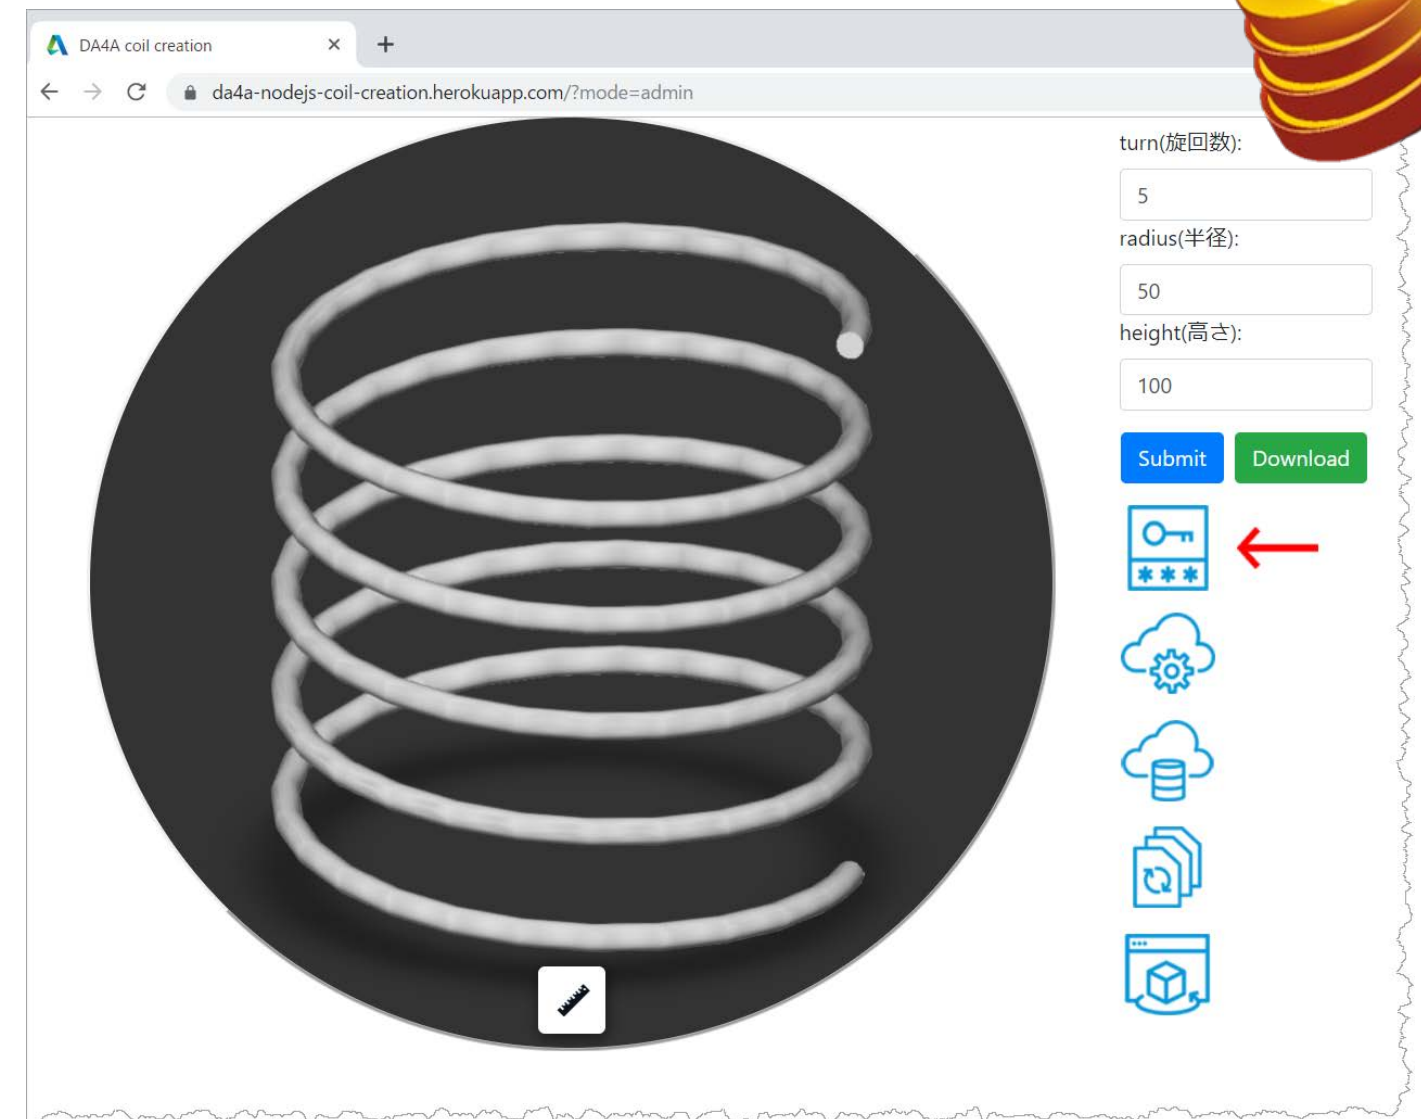 DA4A coil creation
da4a-nodejs-coil-creation.herokuapp.com/?mode=admin
turn(旋回数):
5
radius(半径):
50
height(高さ):
100
Submit Download
***